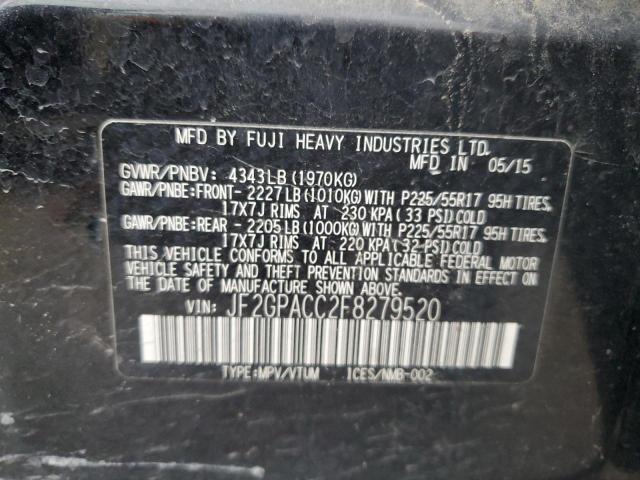 MFD BY FUJI HEAVY INDUSTRIES LTD.
MFD IN 05/15
GVWR/PNBV: 4343LB (1970KG)
GAWR/PNBE:FRONT-2227LB(1010KG)WITH P225/55R17 95H TIRES,
17X7J RIMS AT 230 KPA( 33 PSI)COLD
GAWR/PNBE:REAR -2205LB(1000KG)WITH P225/55R17 95H TIRES,
17X7J RIMS AT 220 KPA(32 PSI)COLD
THIS VEHICLE CONFORMS TO ALL APPLICABLE FEDERAL MOTOR
VEHICLE SAFETY AND THEFT PREVENTION STANDARDS IN EFFECT ON
THE DATE OF MANUFACTURE SHOWN ABOVE.
VIN: JF2GPACC2F8279520
TYPE:MPV/VTUM ICES/NMB-002